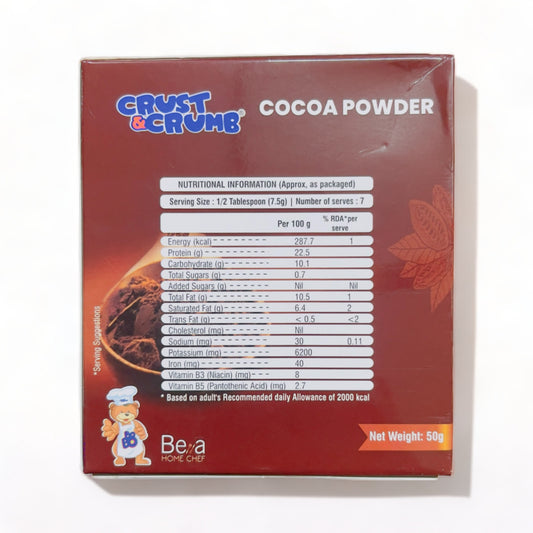 CRUST
&CRUMB®
COCOA POWDER
NUTRITIONAL INFORMATION (Approx, as packaged)
Serving Size : 1/2 Tablespoon (7.5g) | Number of serves : 7
Per 100 g % RDA*per serve
Energy (kcal) 287.7 1
Protein (g) 22.5
Carbohydrate (g) 10.1
Total Sugars (g) 0.7
Added Sugars (g) Nil Nil
Total Fat (g) 10.5 1
Saturated Fat (g) 6.4 2
Trans Fat (g) < 0.5 <2
Cholesterol (mg) Nil
Sodium (mg) 30 0.11
Potassium (mg) 6200
Iron (mg) 40
Vitamin B3 (Niacin) (mg) 8
Vitamin B5 (Pantothenic Acid) (mg) 2.7
* Based on adult's Recommended daily Allowance of 2000 kcal
*Serving Suggestions
HOME CHEF
Net Weight: 50g